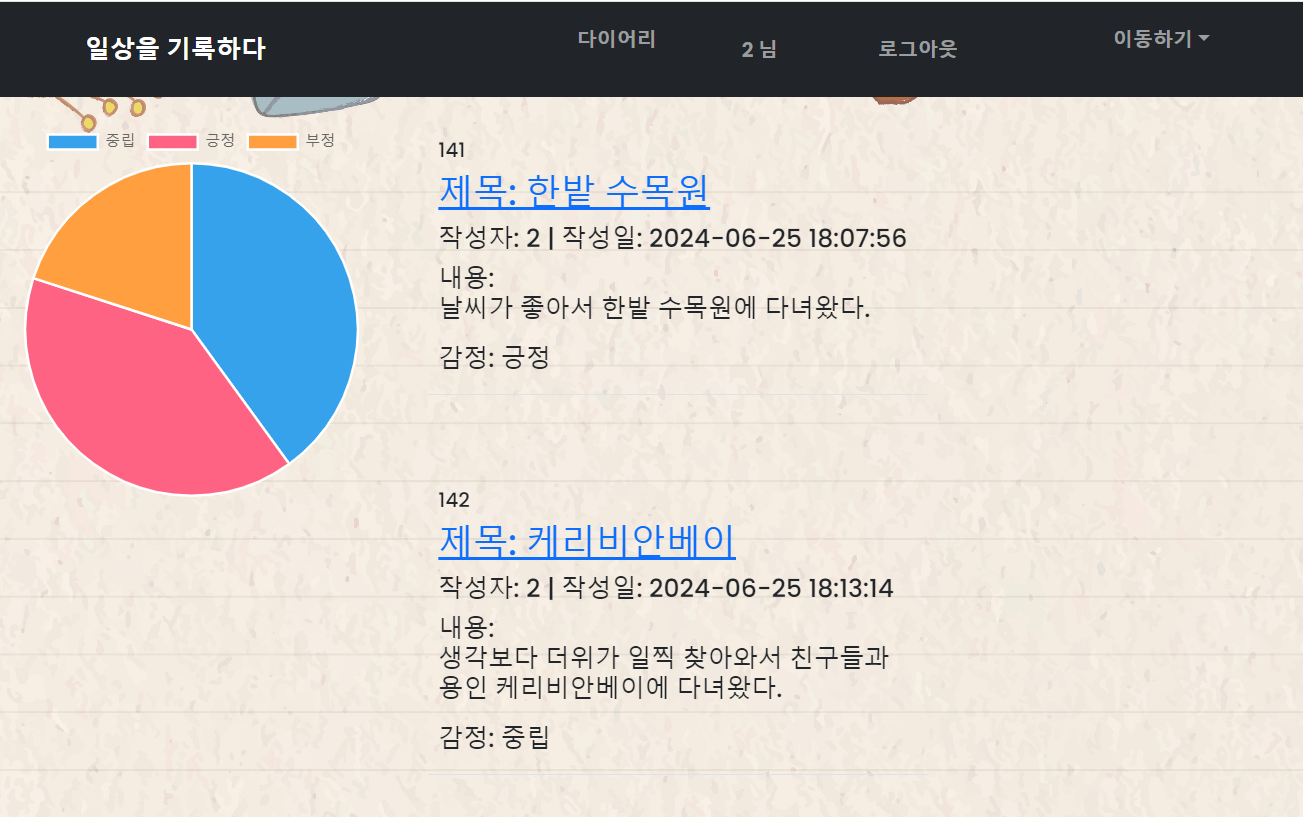 일상을 기록하다
다이어리
2 님
로그아웃
이동하기
중립 긍정 부정
141
제목: 한밭 수목원
작성자: 2 | 작성일: 2024-06-25 18:07:56
내용:
날씨가 좋아서 한밭 수목원에 다녀왔다.
감정: 긍정
142
제목: 케리비안베이
작성자: 2 | 작성일: 2024-06-25 18:13:14
내용:
생각보다 더위가 일찍 찾아와서 친구들과
용인 케리비안베이에 다녀왔다.
감정: 중립